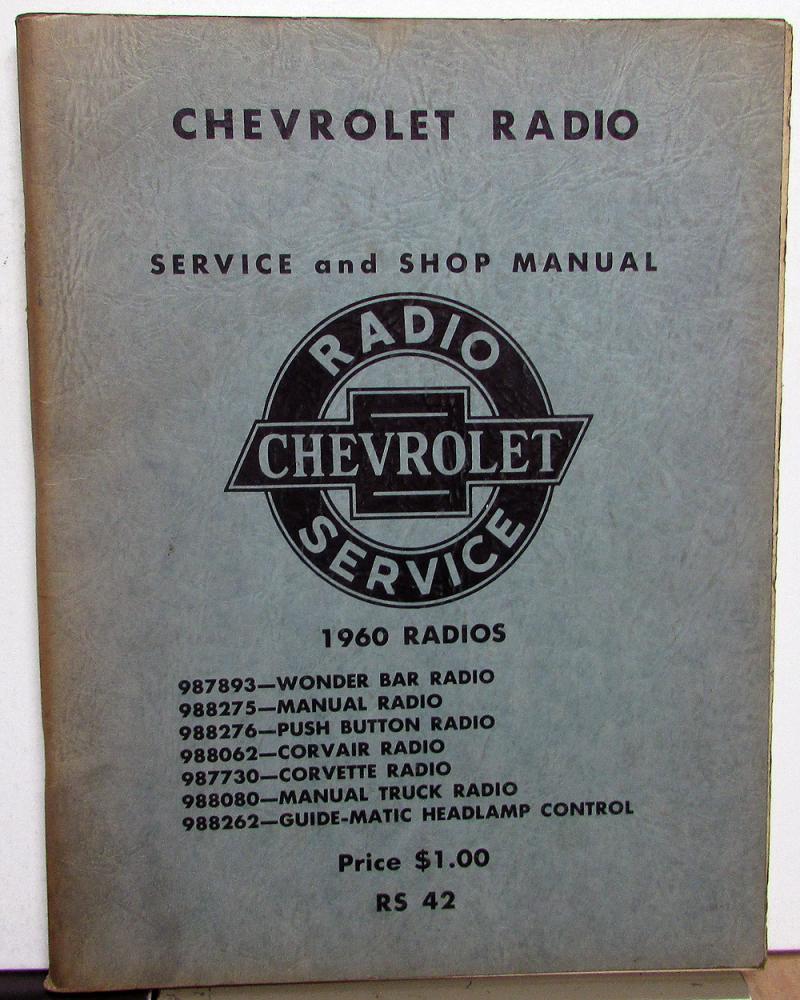 CHEVROLET RADIO
SERVICE and SHOP MANUAL
RADIO
CHEVROLET
SERVICE
1960 RADIOS
987893—WONDER BAR RADIO
988275—MANUAL RADIO
988276—PUSH BUTTON RADIO
988062—CORVAIR RADIO
987730—CORVETTE RADIO
988080—MANUAL TRUCK RADIO
988262—GUIDE-MATIC HEADLAMP CONTROL
Price $1.00
RS 42